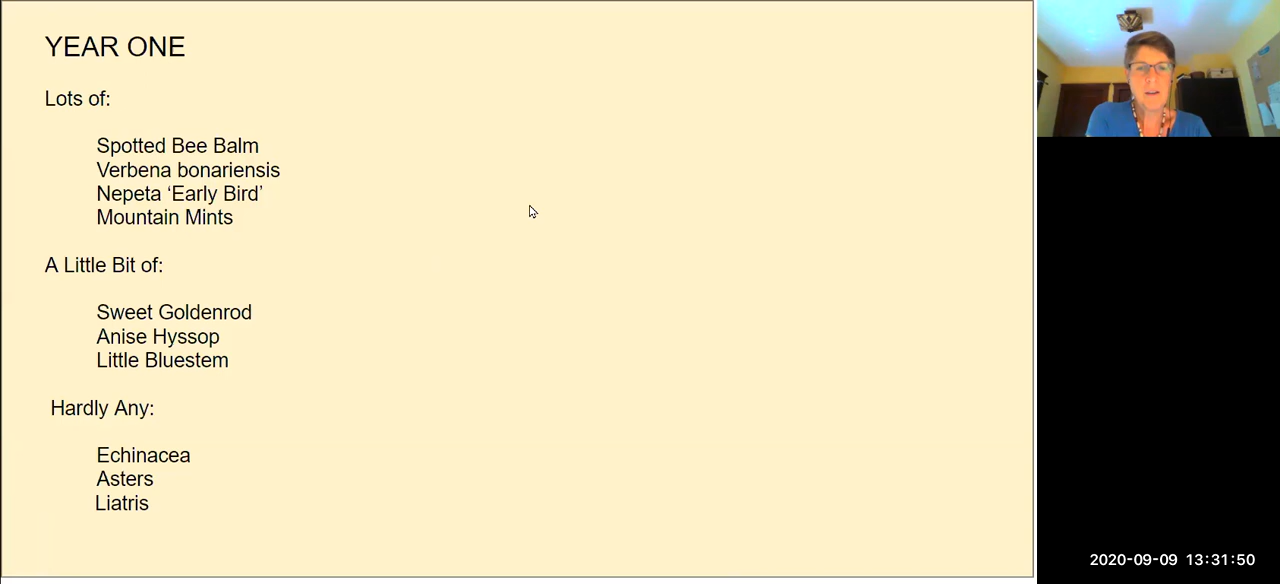 YEAR ONE
Lots of:
Spotted Bee Balm
Verbena bonariensis
Nepeta ‘Early Bird’
Mountain Mints
A Little Bit of:
Sweet Goldenrod
Anise Hyssop
Little Bluestem
Hardly Any:
Echinacea
Asters
Liatris
2020-09-09 13:31:50